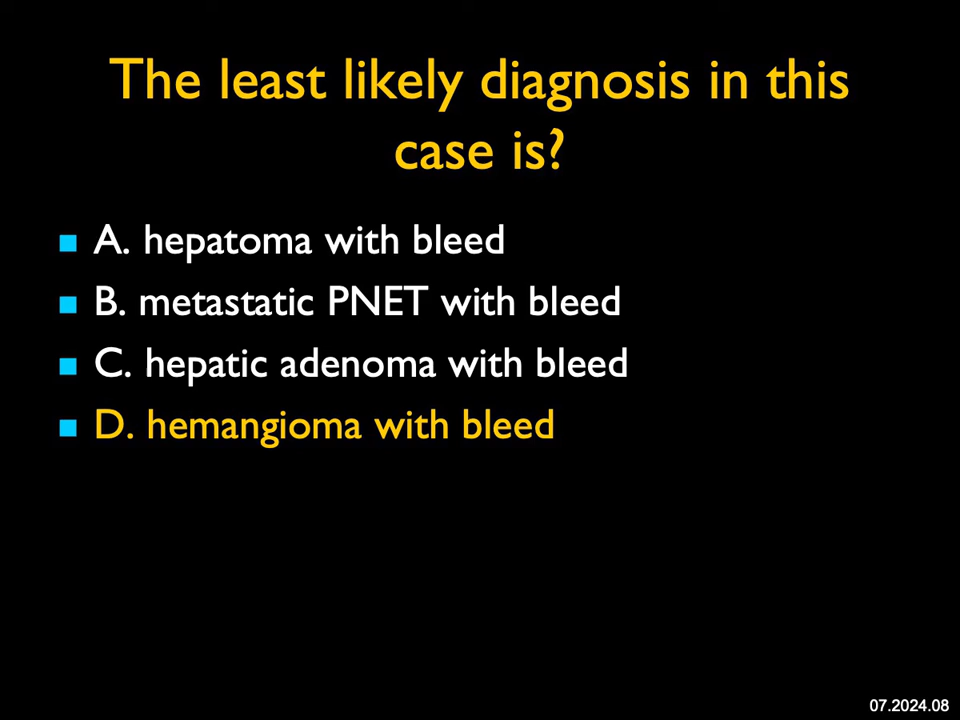 The least likely diagnosis in this
case is?
A. hepatoma with bleed
B. metastatic PNET with bleed
C. hepatic adenoma with bleed
D. hemangioma with bleed
07.2024.08